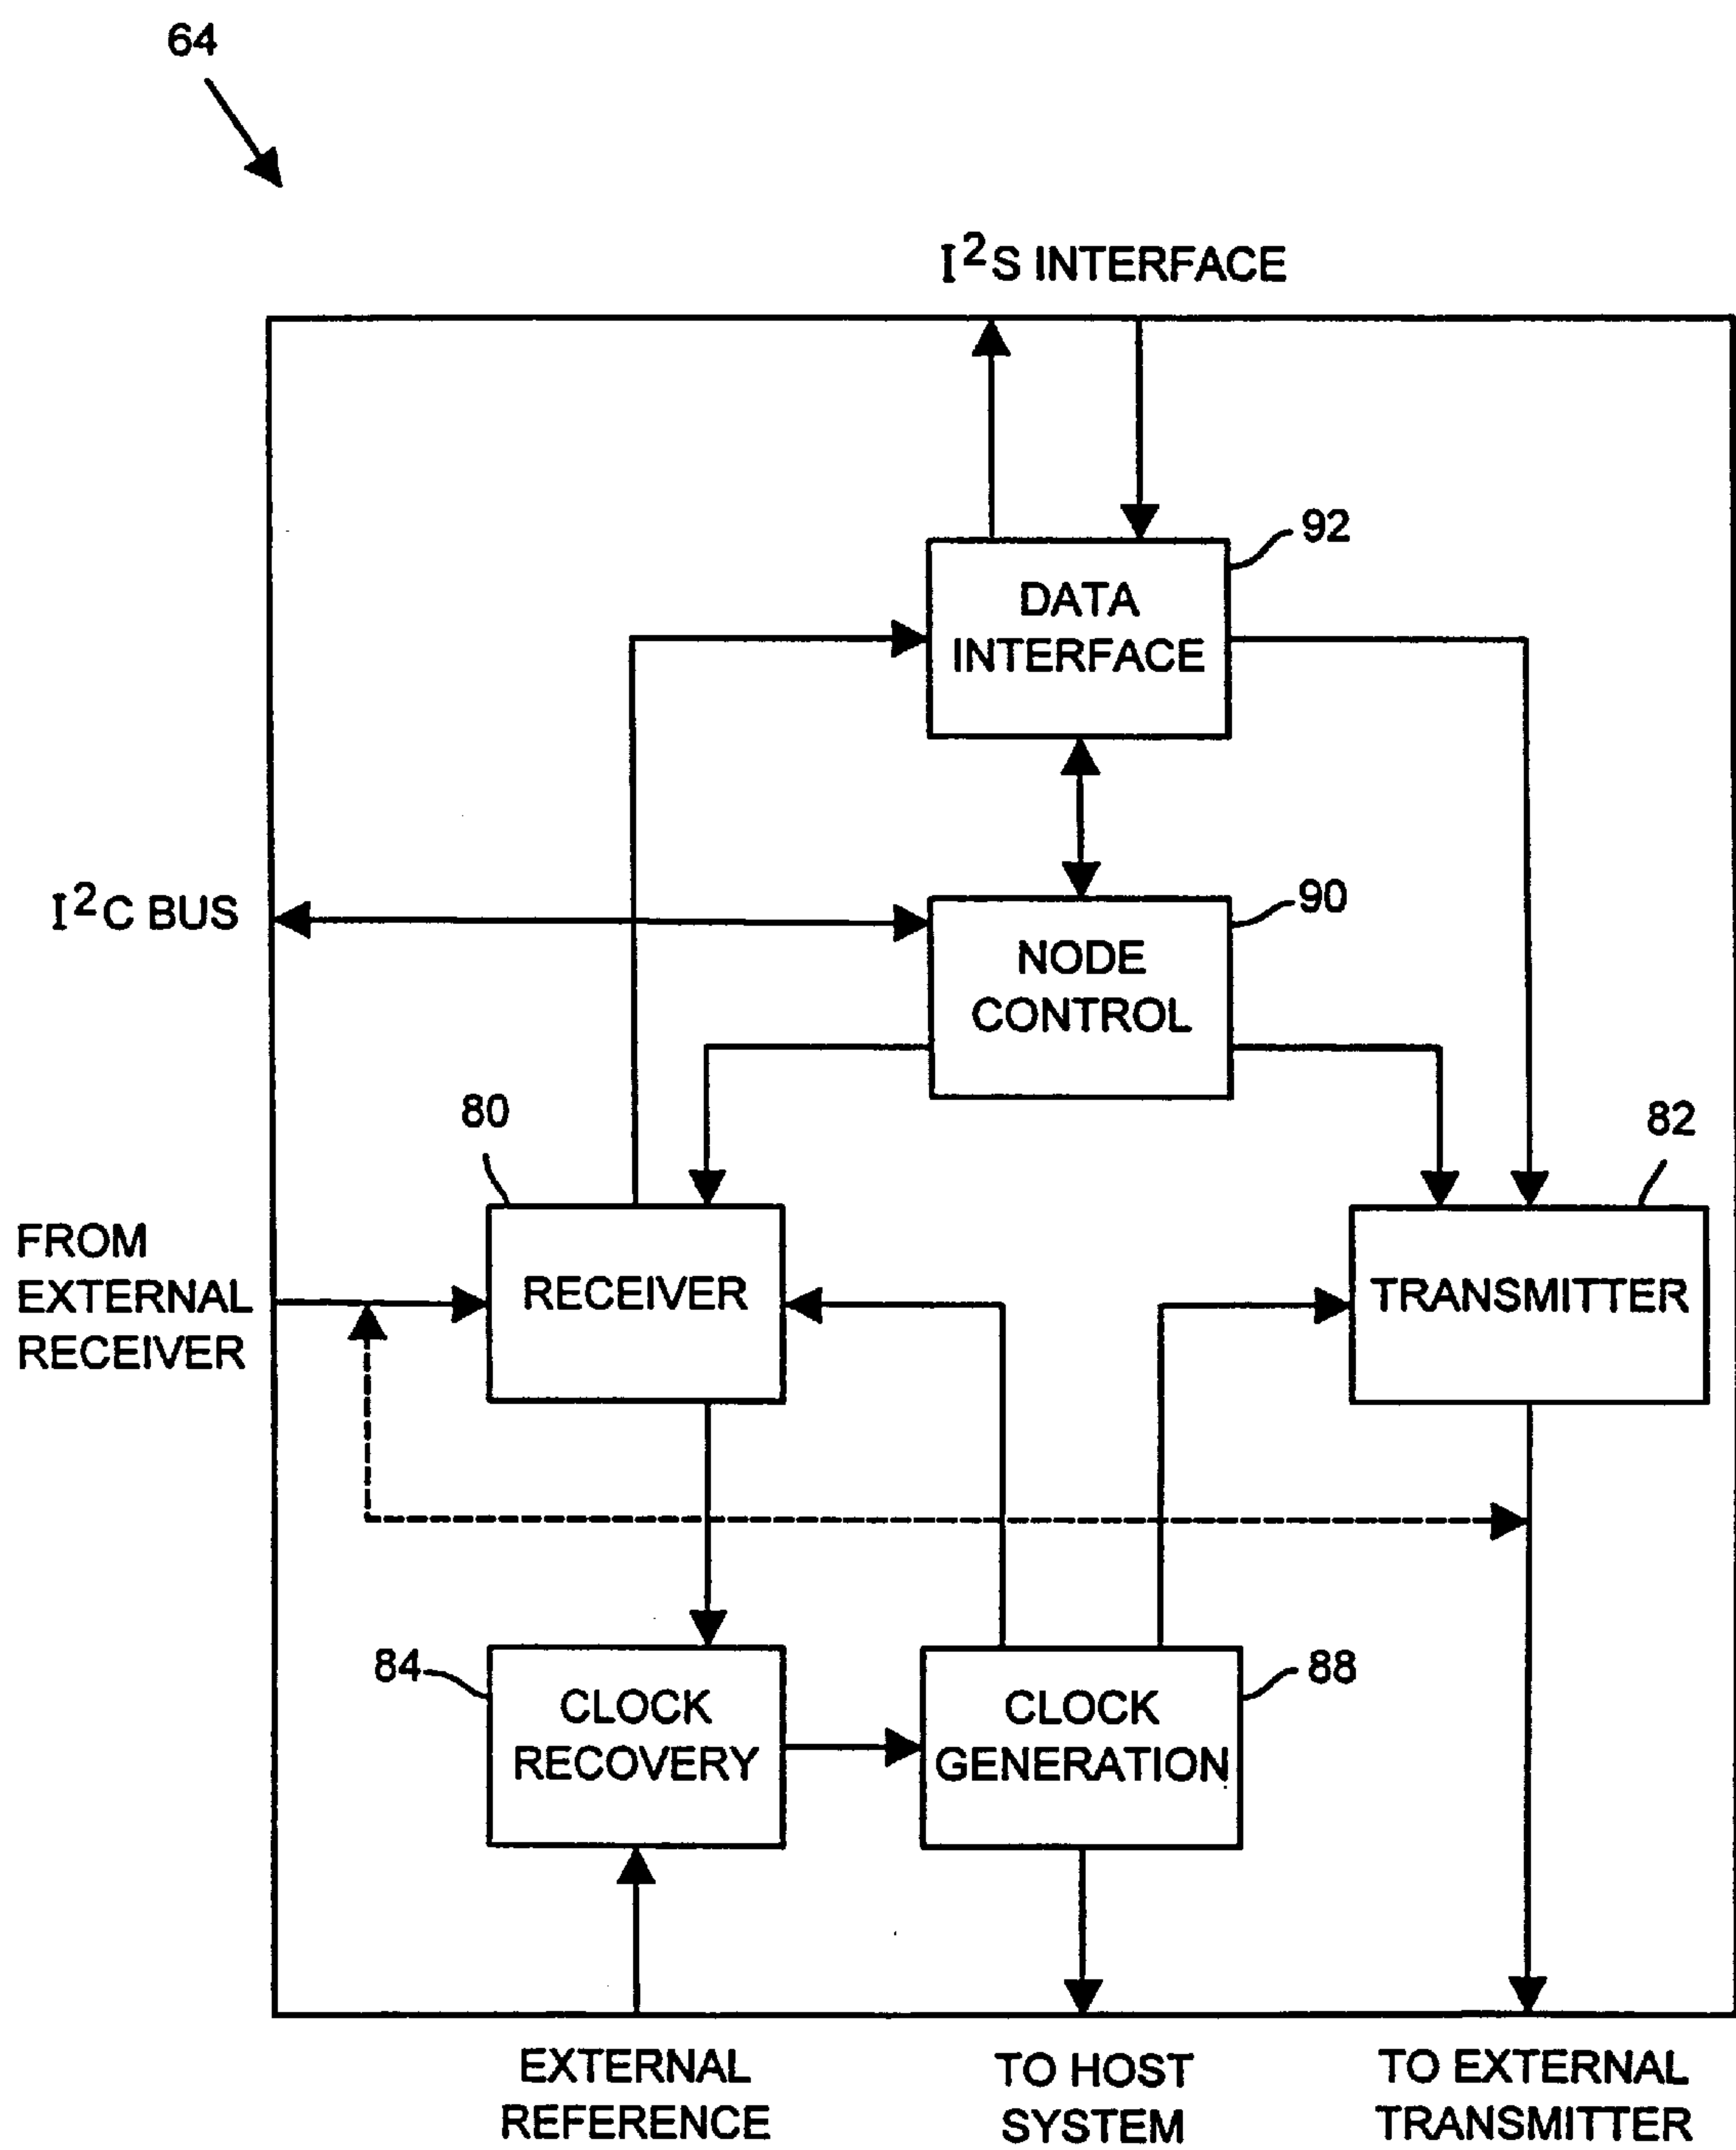 64
I²S INTERFACE
92
DATA
INTERFACE
I²C BUS
90
NODE
CONTROL
80
82
FROM
EXTERNAL
RECEIVER
RECEIVER
TRANSMITTER
84
CLOCK
RECOVERY
88
CLOCK
GENERATION
EXTERNAL
REFERENCE
TO HOST
SYSTEM
TO EXTERNAL
TRANSMITTER